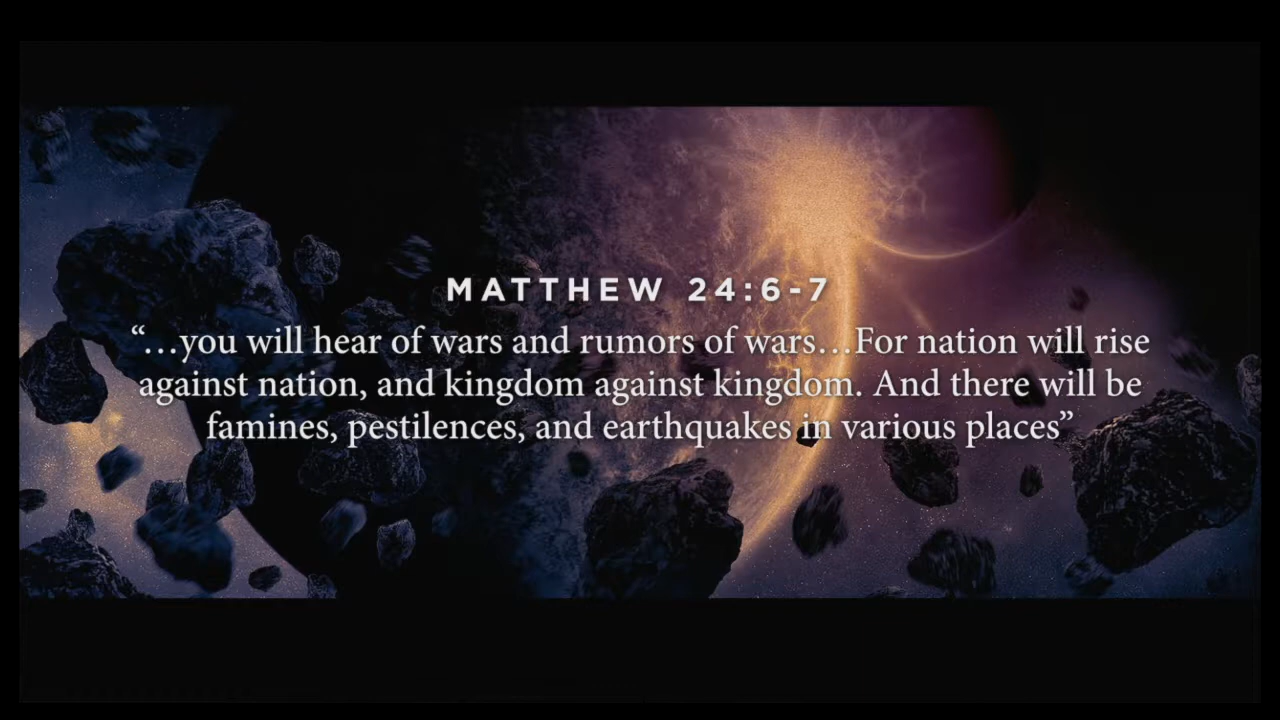 MATTHEW 24:6-7
“…you will hear of wars and rumors of wars…For nation will rise
against nation, and kingdom against kingdom. And there will be
famines, pestilences, and earthquakes in various places”